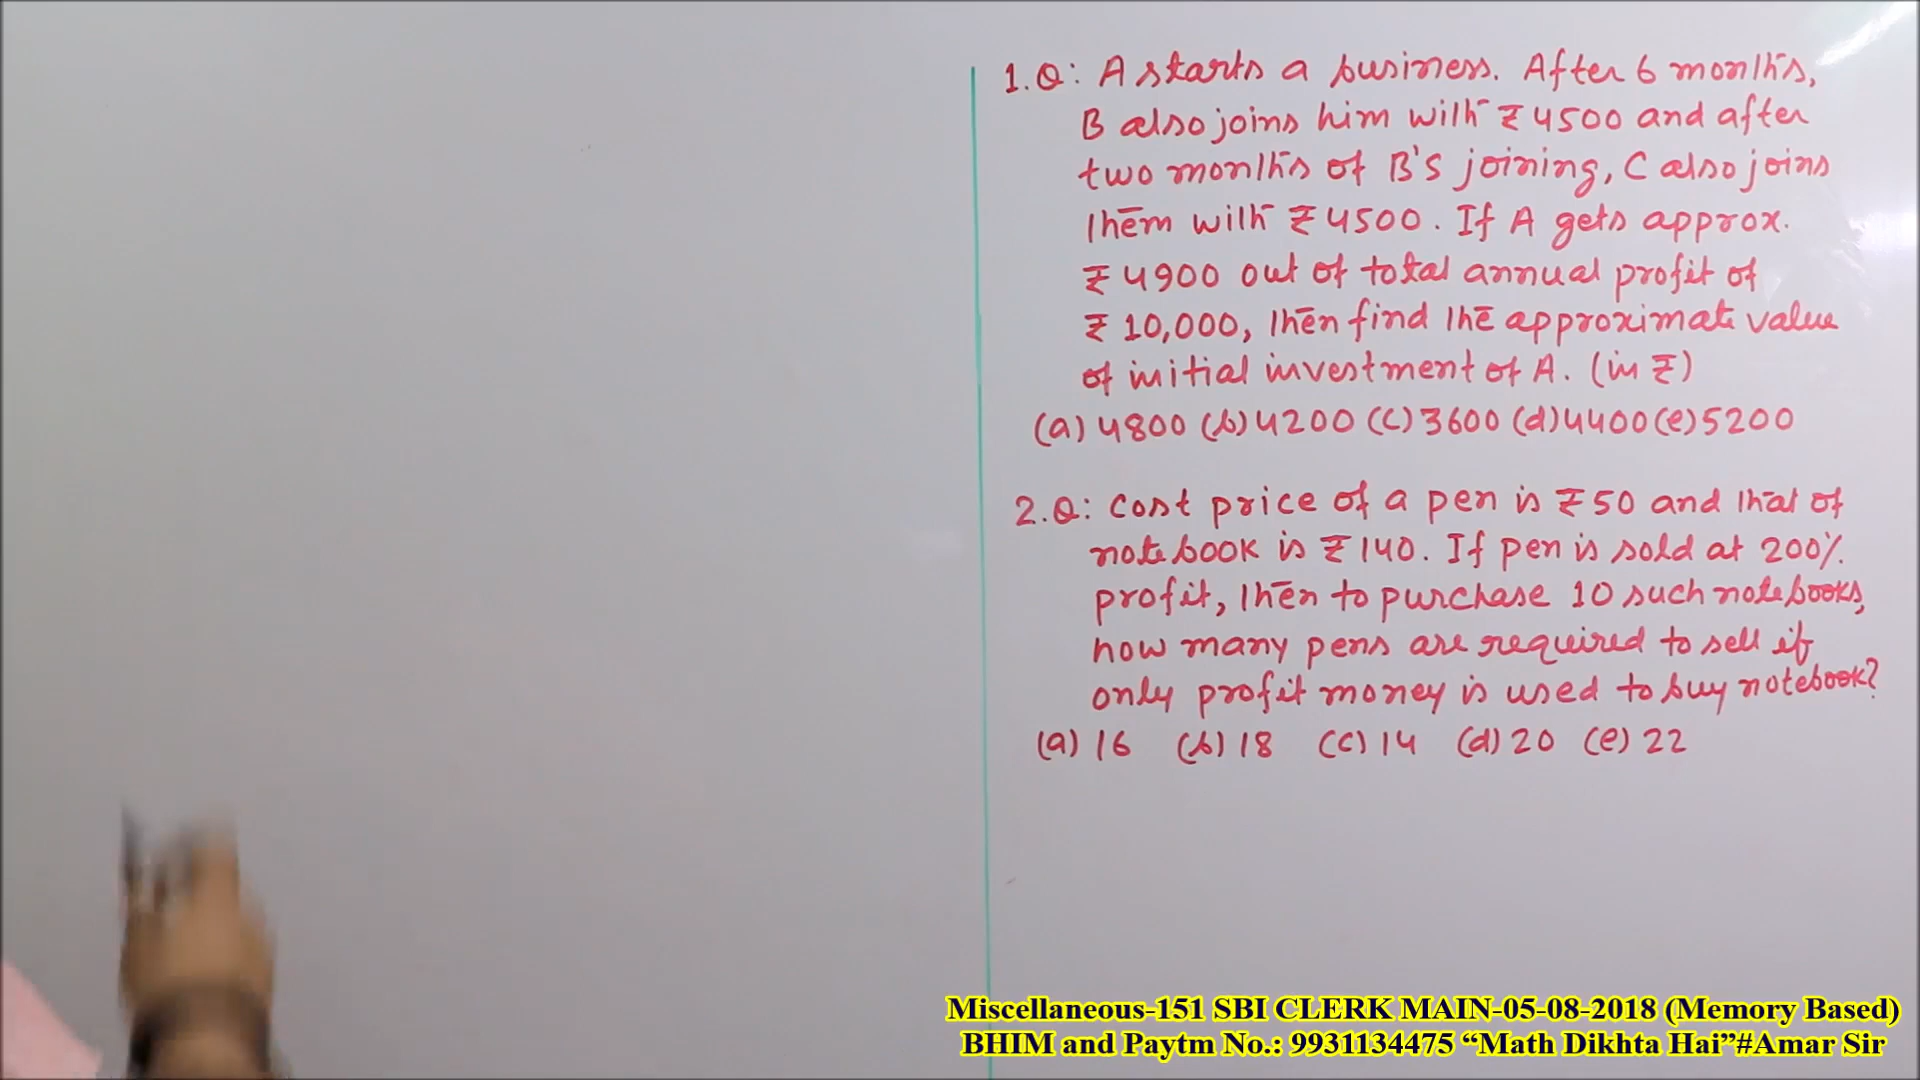 1.Q: A starts a business. After 6 months,
B also joins him with ₹4500 and after
two months of B's joining, C also joins
them with ₹4500. If A gets approx.
₹4900 out of total annual profit of
₹10,000, then find the approximate value
of initial investment of A. (in ₹)
(a) 4800 (b) 4200 (c) 3600 (d) 4400 (e) 5200
2.Q: Cost price of a pen is ₹50 and that of
notebook is ₹140. If pen is sold at 200%
profit, then to purchase 10 such notebooks,
how many pens are required to sell if
only profit money is used to buy notebook?
(a) 16 (b) 18 (c) 14 (d) 20 (e) 22
Miscellaneous-151 SBI CLERK MAIN-05-08-2018 (Memory Based)
BHIM and Paytm No.: 9931134475 “Math Dikhta Hai”#Amar Sir